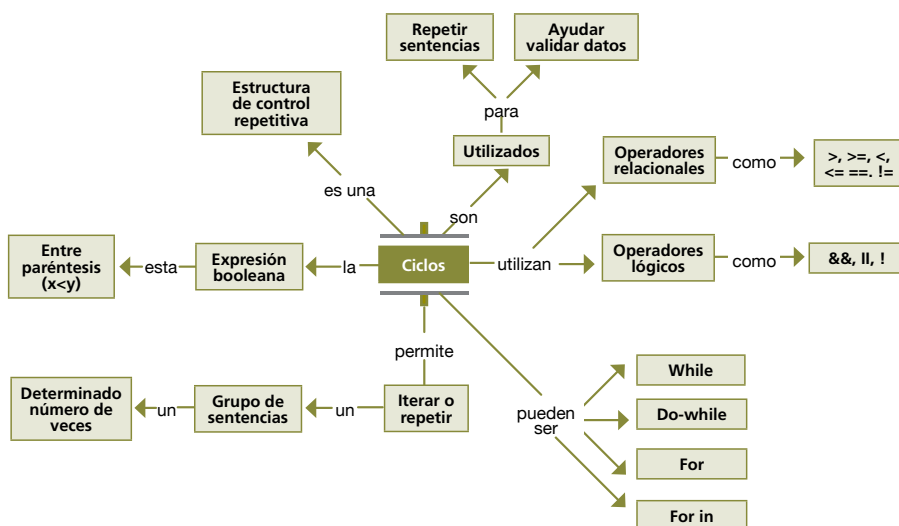 Repetir
sentencias
Ayudar
validar datos
Estructura
de control
repetitiva
para
Utilizados
Operadores
relacionales
como
>, >=, <,
<= ==. !=
es una
son
Entre
paréntesis
(x<y)
esta
Expresión
booleana
la
Ciclos
utilizan
Operadores
lógicos
como
&&, II, !
permite
Determinado
número de
veces
un
Grupo de
sentencias
un
Iterar o
repetir
pueden
ser
While
Do-while
For
For in